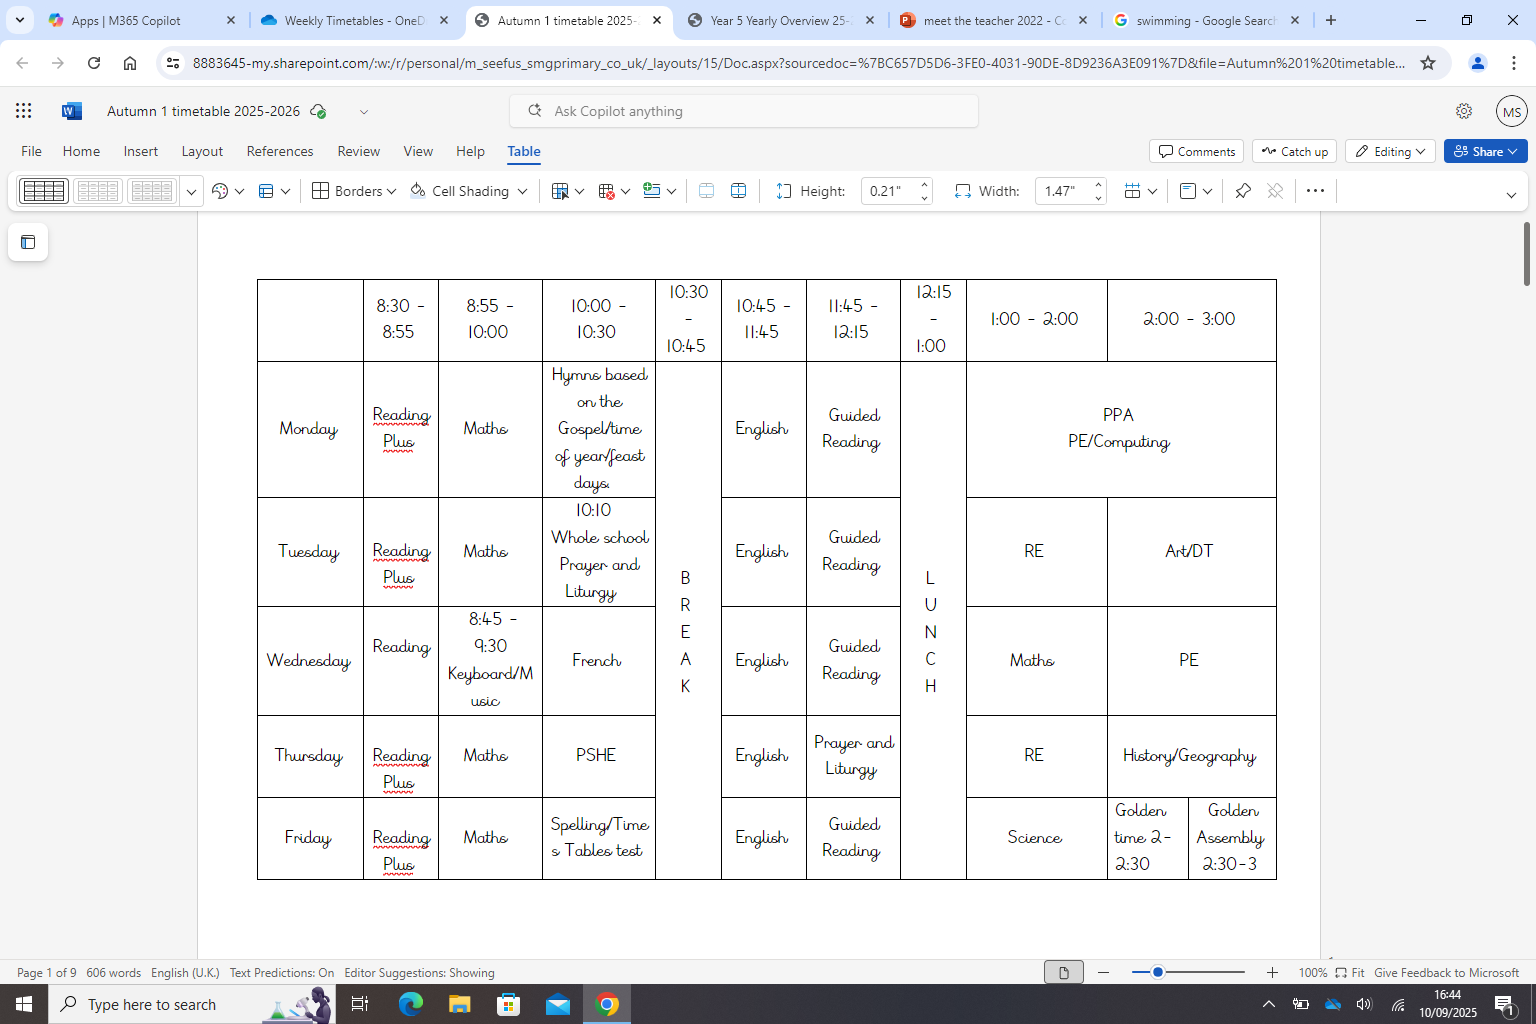 Apps | M365 Copilot
Weekly Timetables - OneD
Autumn 1 timetable 2025-
Year 5 Yearly Overview 25-2
meet the teacher 2022 - Co
swimming - Google Search
8883645-my.sharepoint.com/:w:/r/personal/m_seefus_smgprimary_co_uk/_layouts/15/Doc.aspx?sourcedoc=%7BC657D5D6-3FE0-4031-90DE-8D9236A3E091%7D&file=Autumn%201%20timetable...
Autumn 1 timetable 2025-2026
Ask Copilot anything
MS
File Home Insert Layout References Review View Help Table
Comments Catch up Editing Share
Borders Cell Shading Height: 0.21" Width: 1.47"
8:30 -
8:55
8:55 -
10:00
10:00 -
10:30
10:30
-
10:45
10:45 -
11:45
11:45 -
12:15
12:15
-
1:00
1:00 - 2:00
2:00 - 3:00
Monday
Reading
Plus
Maths
Hymns based
on the
Gospel/time
of year/feast
days.
B
R
E
A
K
English
Guided
Reading
L
U
N
C
H
PPA
PE/Computing
Tuesday
Reading
Plus
Maths
10:10
Whole school
Prayer and
Liturgy
English
Guided
Reading
RE
Art/DT
Wednesday
Reading
8:45 -
9:30
Keyboard/M
usic
French
English
Guided
Reading
Maths
PE
Thursday
Reading
Plus
Maths
PSHE
English
Prayer and
Liturgy
RE
History/Geography
Friday
Reading
Plus
Maths
Spelling/Time
s Tables test
English
Guided
Reading
Science
Golden
time 2-
2:30
Golden
Assembly
2:30-3
Page 1 of 9 606 words English (U.K.) Text Predictions: On Editor Suggestions: Showing
100% Fit Give Feedback to Microsoft
Type here to search
16:44
10/09/2025
1